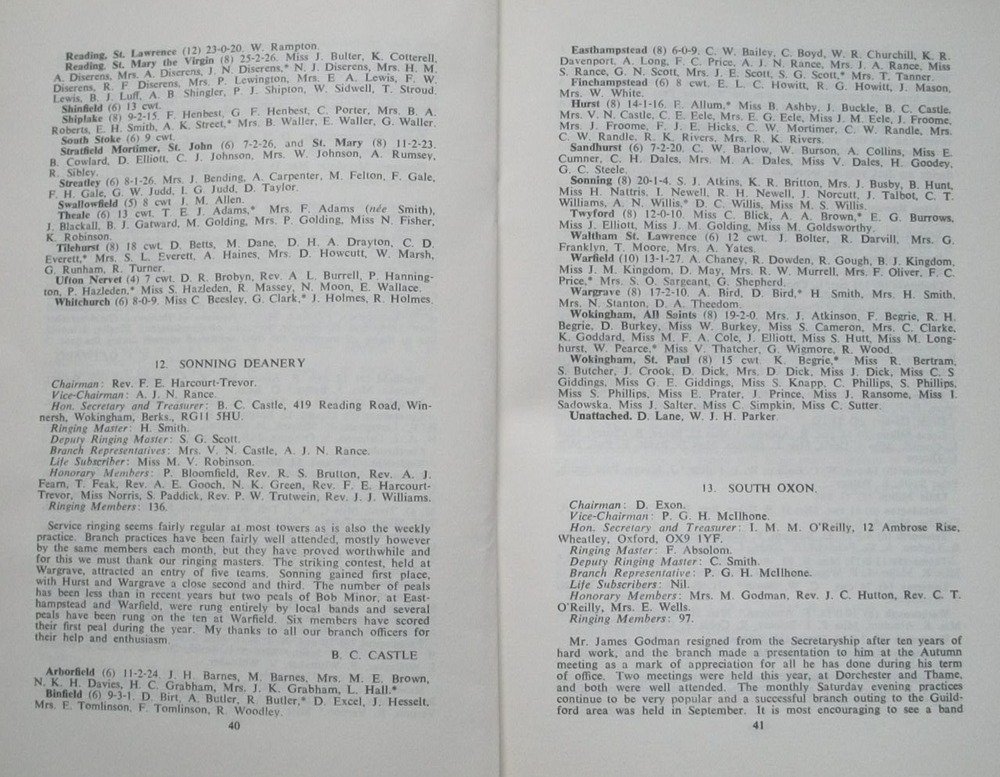 Reading, St. Lawrence (12) 23-0-20. W. Rampton.
Reading, St. Mary the Virgin (8) 25-2-26. Miss J. Bulter, K. Cotterell,
A. Diserens, Mrs. A. Diserens, J. N. Diserens,* N. J. Diserens, Mrs. H. M.
Diserens, R. F. Diserens, Mrs. P. Lewington, Mrs. E. A. Lewis, F. W.
Lewis, B. J. Luff, A. B. Shingler, P. J. Shipton, W. Sidwell, T. Stroud.
Shinfield (6) 13 cwt.
Shiplake (8) 9-2-15. F. Henbest, G. F. Henbest, C. Porter, Mrs. B. A.
Roberts, E. H. Smith, A. K. Street,* Mrs. B. Waller, E. Waller, G. Waller.
South Stoke (6) 9 cwt.
Stratfield Mortimer, St. John (6) 7-2-26, and St. Mary (8) 11-2-23.
B. Cowlard, D. Elliott, C. J. Johnson, Mrs. W. Johnson, A. Rumsey,
R. Sibley.
Streatley (6) 8-1-26. Mrs. J. Bending, A. Carpenter, M. Felton, F. Gale,
F. H. Gale, G. W. Judd, I. G. Judd, D. Taylor.
Swallowfield (5) 8 cwt. J. M. Allen.
Theale (6) 13 cwt. T. E. J. Adams,* Mrs. F. Adams (née Smith),
J. Blackall, B. J. Gatward, M. Golding, Mrs. P. Golding, Miss N. Fisher,
K. Robinson.
Tilehurst (8) 18 cwt. D. Betts, M. Dane, D. H. A. Drayton, C. D.
Everett,* Mrs. S. L. Everett, A. Haines, Mrs. D. Howcutt, W. Marsh,
G. Runham, R. Turner.
Ufton Nervet (4) 7 cwt. D. R. Brobyn, Rev. A. L. Burrell, P. Hanning-
ton, P. Hazleden,* Miss S. Hazleden, R. Massey, N. Moon, E. Wallace.
Whitchurch (6) 8-0-9. Miss C. Beesley, G. Clark,* J. Holmes, R. Holmes.
12. SONNING DEANERY
Chairman: Rev. F. E. Harcourt-Trevor.
Vice-Chairman: A. J. N. Rance.
Hon. Secretary and Treasurer: B. C. Castle, 419 Reading Road, Win-
nersh, Wokingham, Berks., RG11 5HU.
Ringing Master: H. Smith.
Deputy Ringing Master: S. G. Scott.
Branch Representatives: Mrs. V. N. Castle, A. J. N. Rance.
Life Subscriber: Miss M. V. Robinson.
Honorary Members: P. Bloomfield, Rev. R. S. Brutton, Rev. A. J.
Fearn, T. Feak, Rev. A. E. Gooch, N. K. Green, Rev. F. E. Harcourt-
Trevor, Miss Norris, S. Paddick, Rev. P. W. Trutwein, Rev. J. J. Williams.
Ringing Members: 136.
Service ringing seems fairly regular at most towers as is also the weekly
practice. Branch practices have been fairly well attended, mostly however
by the same members each month, but they have proved worthwhile and
for this we must thank our ringing masters. The striking contest, held at
Wargrave, attracted an entry of five teams. Sonning gained first place,
with Hurst and Wargrave a close second and third. The number of peals
has been less than in recent years but two peals of Bob Minor, at East-
hampstead and Warfield, were rung entirely by local bands and several
peals have been rung on the ten at Warfield. Six members have scored
their first peal during the year. My thanks to all our branch officers for
their help and enthusiasm.
B. C. CASTLE
Arborfield (6) 11-2-24. J. H. Barnes, M. Barnes, Mrs. M. E. Brown,
N. K. H. Davies, H. C. Grabham, Mrs. J. K. Grabham, L. Hall.*
Binfield (6) 9-3-1. D. Birt, A. Butler, R. Butler,* D. Excel, J. Hesselt,
Mrs. E. Tomlinson, F. Tomlinson, R. Woodley.
40
Easthampstead (8) 6-0-9. C. W. Bailey, C. Boyd, W. R. Churchill, K. R.
Davenport, A. Long, F. C. Price, A. J. N. Rance, Mrs. J. A. Rance, Miss
S. Rance, G. N. Scott, Mrs. J. E. Scott, S. G. Scott,* Mrs. T. Tanner.
Finchampstead (6) 8 cwt. E. L. C. Howitt, R. G. Howitt, J. Mason,
Mrs. W. White.
Hurst (8) 14-1-16. E. Allum,* Miss B. Ashby, J. Buckle, B. C. Castle,
Mrs. V. N. Castle, C. E. Eele, Mrs. E. G. Eele, Miss J. M. Eele, J. Froome,
Mrs. J. Froome, F. J. E. Hicks, C. W. Mortimer, C. W. Randle, Mrs.
C. W. Randle, R. K. Rivers, Mrs. R. K. Rivers.
Sandhurst (6) 7-2-20. C. W. Barlow, W. Burson, A. Collins, Miss E.
Cumner, C. H. Dales, Mrs. M. A. Dales, Miss V. Dales, H. Goodey,
G. C. Steele.
Sonning (8) 20-1-4. S. J. Atkins, K. R. Britton, Mrs. J. Busby, B. Hunt,
Miss H. Nattris, I. Newell, R. H. Newell, J. Norcutt, J. Talbot, C. T.
Williams, A. N. Willis,* D. C. Willis, Miss M. S. Willis.
Twyford (8) 12-0-10. Miss C. Blick, A. A. Brown,* E. G. Burrows,
Miss J. Elliott, Miss J. M. Golding, Miss M. Goldsworthy.
Waltham St. Lawrence (6) 12 cwt. J. Bolter, R. Darvill, Mrs. G.
Franklyn, T. Moore, Mrs. A. Yates.
Warfield (10) 13-1-27. A. Chaney, R. Dowden, R. Gough, B. J. Kingdom,
Miss J. M. Kingdom, D. May, Mrs. R. W. Murrell, Mrs. F. Oliver, F. C.
Price,* Mrs. S. O. Sargeant, G. Shepherd.
Wargrave (8) 17-2-10. A. Bird, D. Bird,* H. Smith, Mrs. H. Smith,
Mrs. N. Stanton, D. A. Theedom.
Wokingham, All Saints (8) 19-2-0. Mrs. J. Atkinson, F. Begrie, R. H.
Begrie, D. Burkey, Miss W. Burkey, Miss S. Cameron, Mrs. C. Clarke,
K. Goddard, Miss M. F. A. Cole, J. Elliott, Miss S. Hutt, Miss M. Long-
hurst, W. Pearce,* Miss V. Thatcher, G. Wigmore, R. Wood.
Wokingham, St. Paul (8) 15 cwt. K. Begrie,* Miss R. Bertram,
S. Butcher, J. Crook, D. Dick, Mrs. D. Dick, Miss J. Dick, Miss C. S.
Giddings, Miss G. E. Giddings, Miss S. Knapp, C. Phillips, S. Phillips,
Miss S. Phillips, Miss E. Prater, J. Prince, Miss J. Ransome, Miss I.
Sadowska, Miss J. Salter, Miss C. Simpkin, Miss C. Sutter.
Unattached. D. Lane, W. J. H. Parker.
13. SOUTH OXON.
Chairman: D. Exon.
Vice-Chairman: P. G. H. McIlhone.
Hon. Secretary and Treasurer: I. M. M. O'Reilly, 12 Ambrose Rise,
Wheatley, Oxford, OX9 1YF.
Ringing Master: F. Absolom.
Deputy Ringing Master: C. Smith.
Branch Representative: P. G. H. McIlhone.
Life Subscribers: Nil.
Honorary Members: Mrs. M. Godman, Rev. J. C. Hutton, Rev. C. T.
O'Reilly, Mrs. E. Wells.
Ringing Members: 97.
Mr. James Godman resigned from the Secretaryship after ten years of
hard work, and the branch made a presentation to him at the Autumn
meeting as a mark of appreciation for all he has done during his term
of office. Two meetings were held this year, at Dorchester and Thame,
and both were well attended. The monthly Saturday evening practices
continue to be very popular and a successful branch outing to the Guild-
ford area was held in September. It is most encouraging to see a band
41